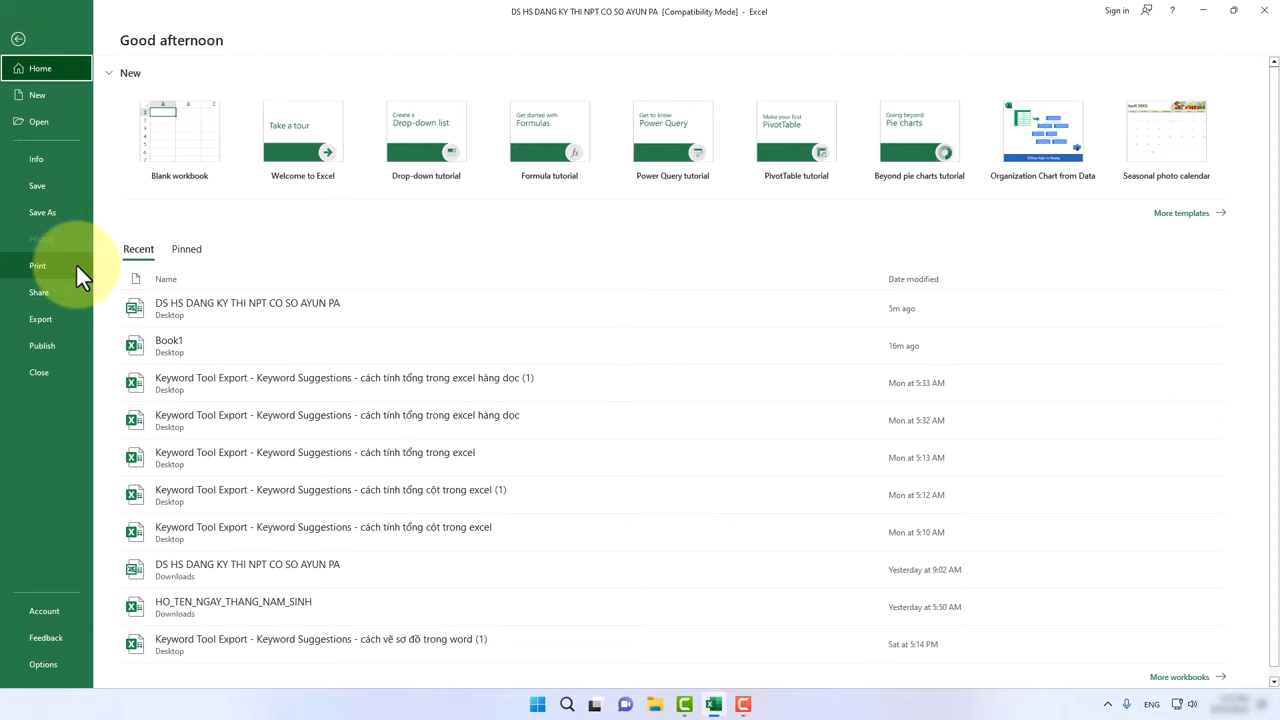 DS HS DANG KY THI NPT CO SO AYUN PA [Compatibility Mode] - Excel
Sign in
Good afternoon
Home
New
Open
Info
Save
Save As
History
Print
Share
Export
Publish
Close
Account
Feedback
Options
New
A B C
1
Take a tour
Create a
Drop-down list
Get started with
Formulas
fx
Get to know
Power Query
Make your first
PivotTable
Going beyond
Pie charts
Office Add-in Ready
Blank workbook
Welcome to Excel
Drop-down tutorial
Formula tutorial
Power Query tutorial
PivotTable tutorial
Beyond pie charts tutorial
Organization Chart from Data
Seasonal photo calendar
More templates
Recent Pinned
Name Date modified
DS HS DANG KY THI NPT CO SO AYUN PA
Desktop
5m ago
Book1
Desktop
16m ago
Keyword Tool Export - Keyword Suggestions - cách tính tổng trong excel hàng dọc (1)
Desktop
Mon at 5:33 AM
Keyword Tool Export - Keyword Suggestions - cách tính tổng trong excel hàng dọc
Desktop
Mon at 5:32 AM
Keyword Tool Export - Keyword Suggestions - cách tính tổng trong excel
Desktop
Mon at 5:13 AM
Keyword Tool Export - Keyword Suggestions - cách tính tổng cột trong excel (1)
Desktop
Mon at 5:12 AM
Keyword Tool Export - Keyword Suggestions - cách tính tổng cột trong excel
Desktop
Mon at 5:10 AM
DS HS DANG KY THI NPT CO SO AYUN PA
Downloads
Yesterday at 9:02 AM
HO_TEN_NGAY_THANG_NAM_SINH
Downloads
Yesterday at 5:50 AM
Keyword Tool Export - Keyword Suggestions - cách vẽ sơ đồ trong word (1)
Desktop
Sat at 5:14 PM
More workbooks
ENG